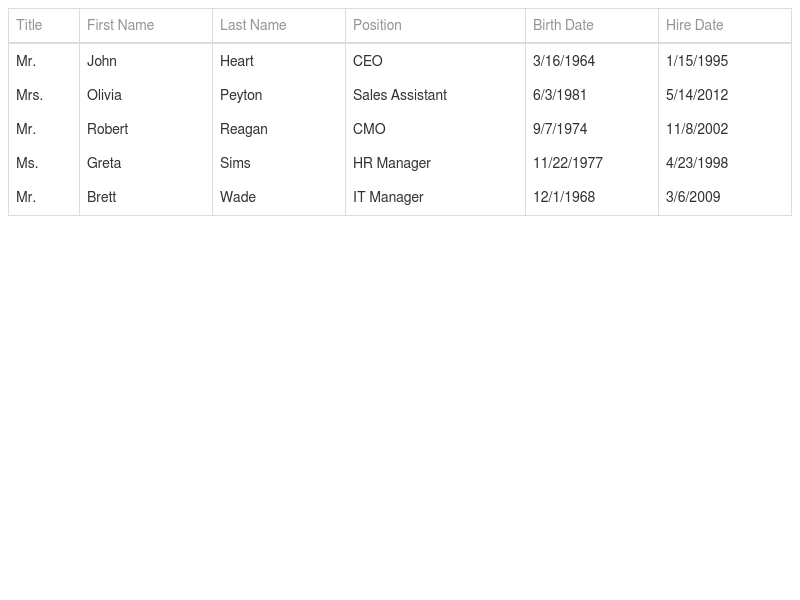 Title First Name Last Name Position Birth Date Hire Date
Mr. John Heart CEO 3/16/1964 1/15/1995
Mrs. Olivia Peyton Sales Assistant 6/3/1981 5/14/2012
Mr. Robert Reagan CMO 9/7/1974 11/8/2002
Ms. Greta Sims HR Manager 11/22/1977 4/23/1998
Mr. Brett Wade IT Manager 12/1/1968 3/6/2009